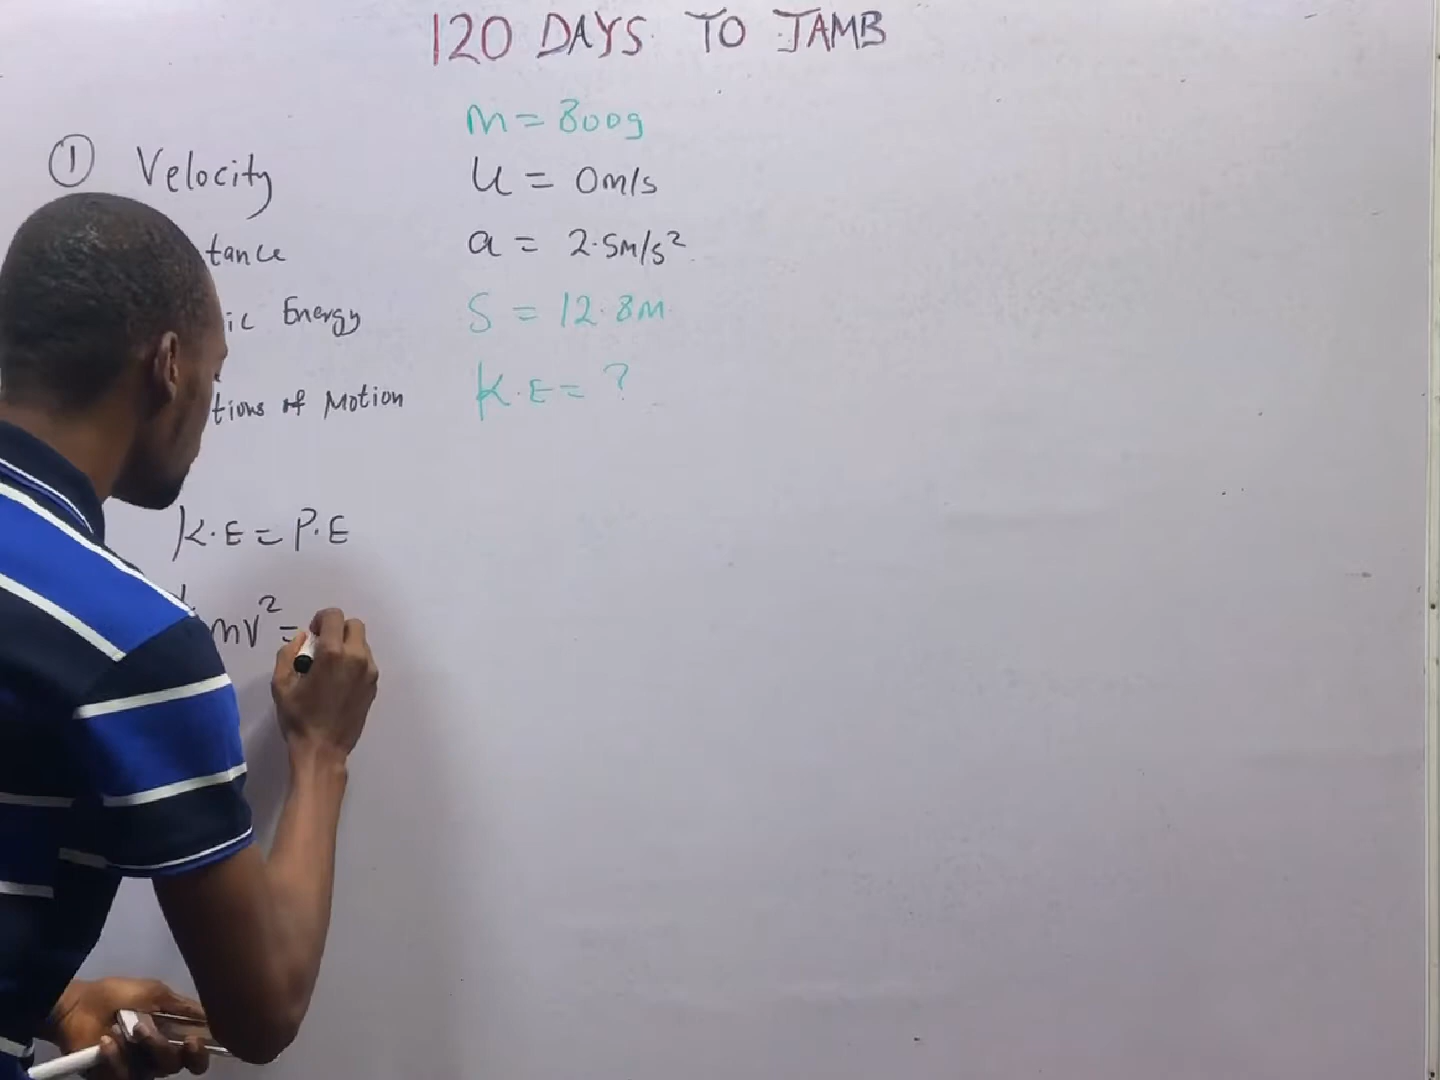 120 DAYS TO JAMB
① Velocity
tance
ic Energy
tions of Motion
K.E = P.E
mv² =
m = 800g
u = 0m/s
a = 2.5m/s²
S = 12.8m
K.E = ?